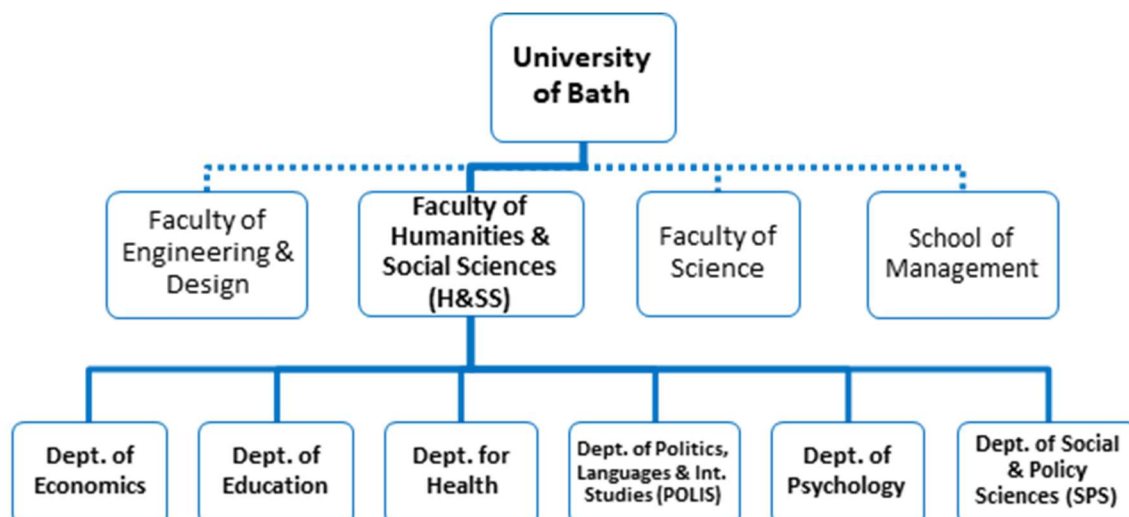 University
of Bath
Faculty of
Engineering &
Design
Faculty of
Humanities &
Social Sciences
(H&SS)
Faculty of
Science
School of
Management
Dept. of
Economics
Dept. of
Education
Dept. for
Health
Dept. of Politics,
Languages & Int.
Studies (POLIS)
Dept. of
Psychology
Dept. of Social
& Policy
Sciences (SPS)